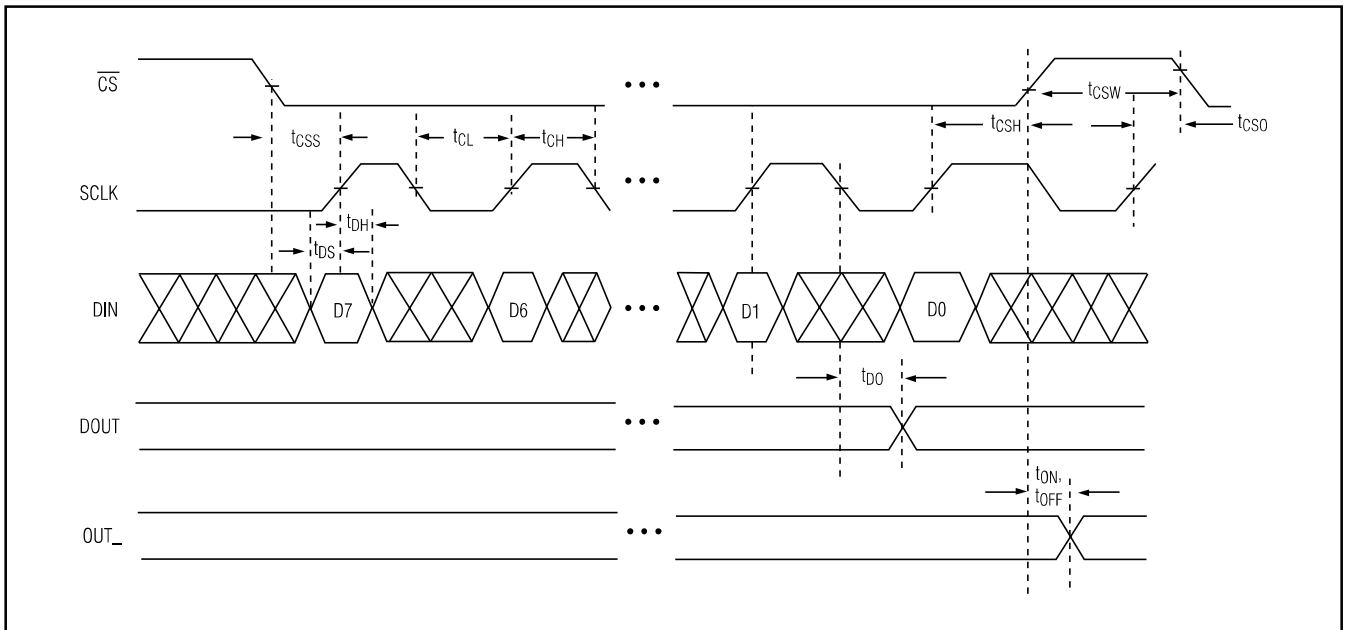 CS
•••
tCSW
tCSS
tCL
tCH
tCSH
tCSO
SCLK
•••
tDH
tDS
DIN
D7
D6
•••
D1
D0
tDO
DOUT
•••
tON,
tOFF
OUT_
•••